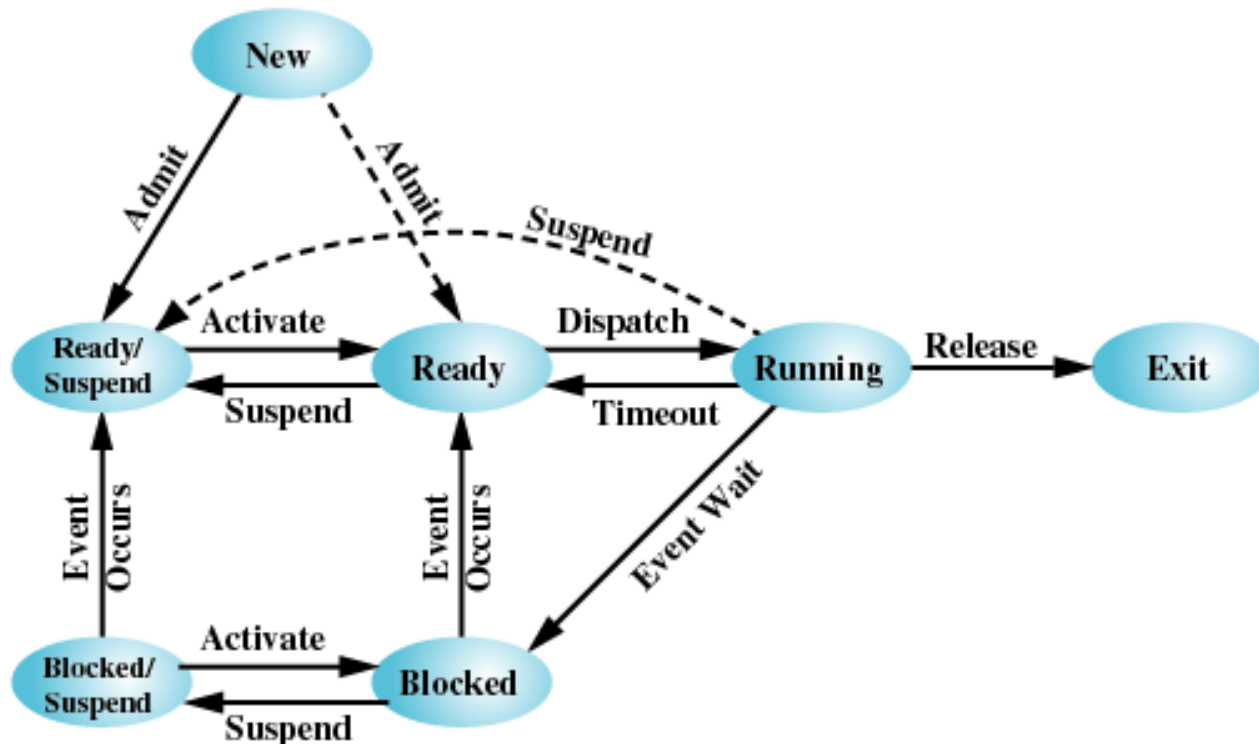 New
Admit
Admit
Suspend
Activate
Dispatch
Release
Ready/
Suspend
Ready
Running
Exit
Suspend
Timeout
Event
Occurs
Event
Occurs
Event Wait
Activate
Blocked/
Suspend
Blocked
Suspend